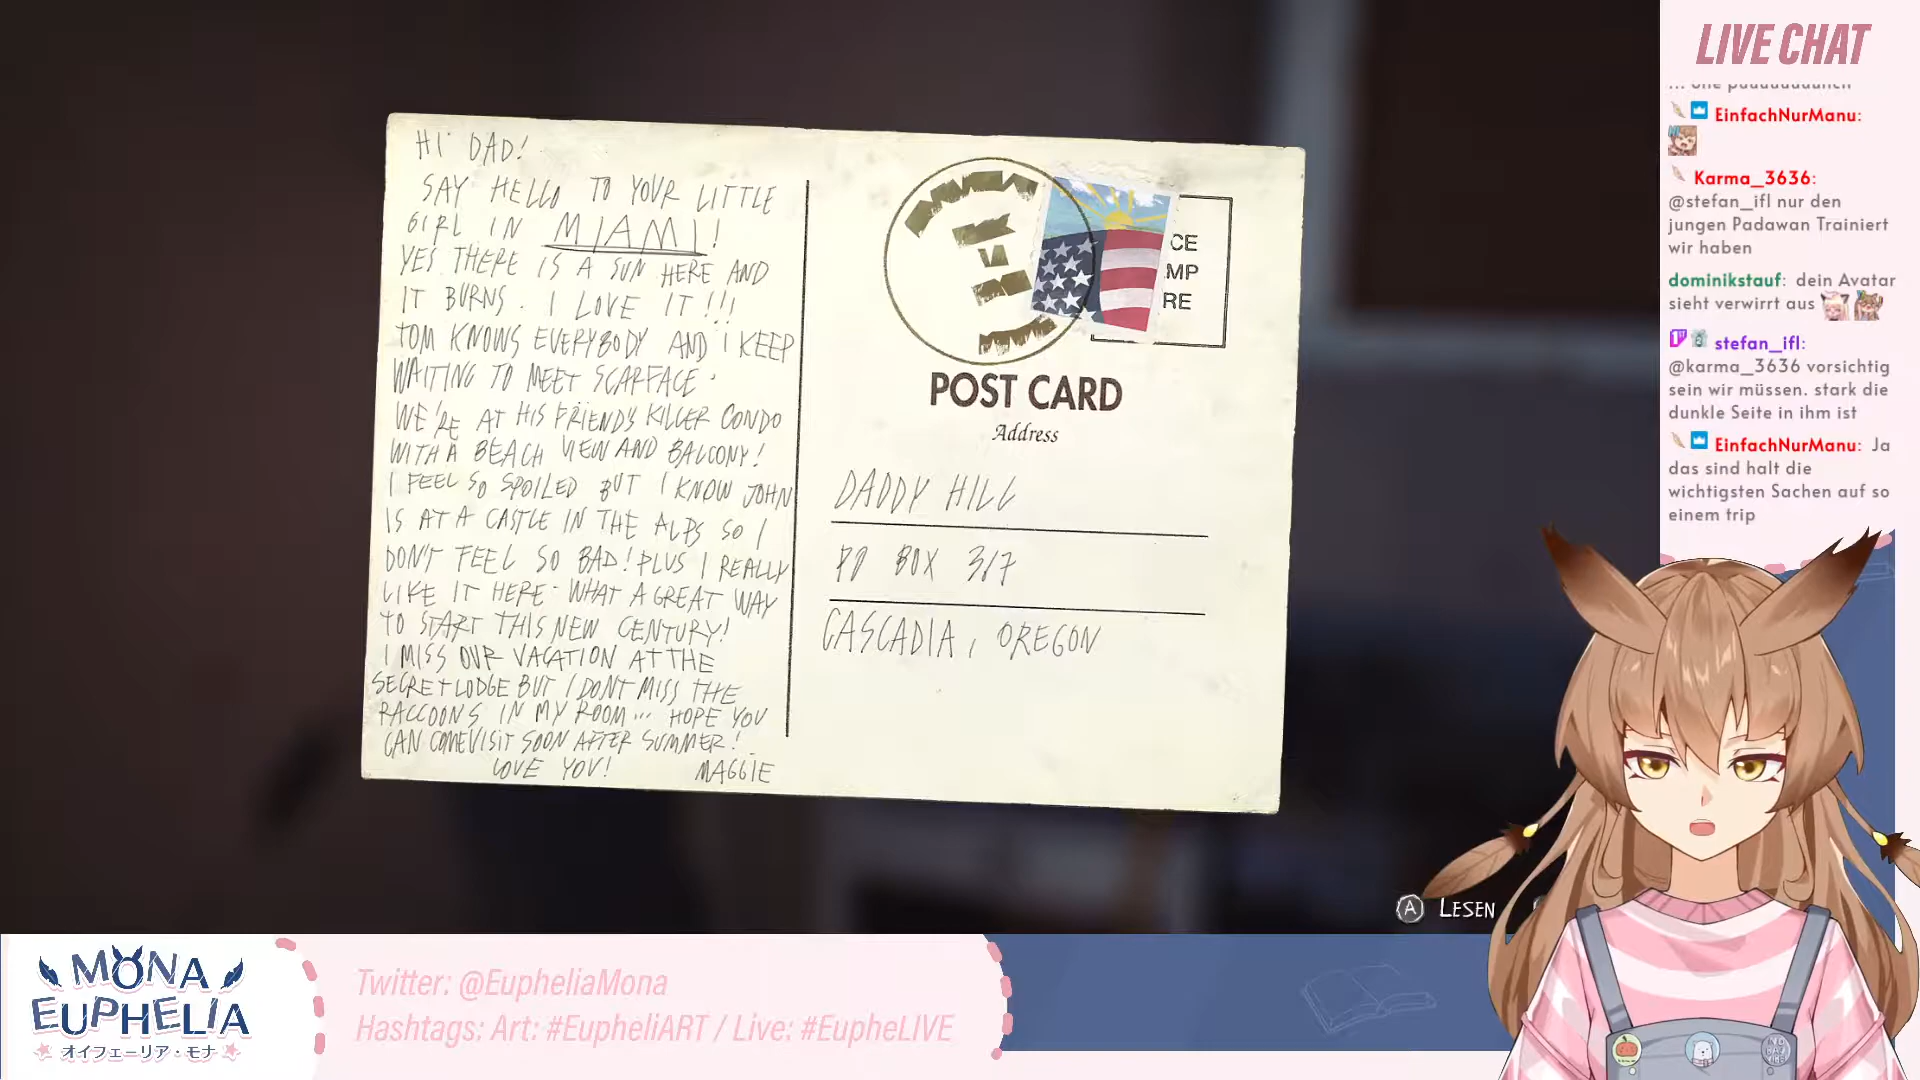 HI DAD!
SAY HELLO TO YOUR LITTLE
GIRL IN MIAMI!
YES THERE IS A SUN HERE AND
IT BURNS. I LOVE IT!!!
TOM KNOWS EVERYBODY AND I KEEP
WAITING TO MEET SCARFACE.
WE'RE AT HIS FRIENDS KILLER CONDO
WITH A BEACH VIEW AND BALCONY!
I FEEL SO SPOILED BUT I KNOW JOHN
IS AT A CASTLE IN THE ALPS SO I
DON'T FEEL SO BAD! PLUS I REALLY
LIKE IT HERE. WHAT A GREAT WAY
TO START THIS NEW CENTURY!
I MISS OUR VACATION AT THE
SECRET LODGE BUT I DON'T MISS THE
RACCOONS IN MY ROOM... HOPE YOU
CAN COME VISIT SOON AFTER SUMMER!
LOVE YOU! MAGGIE
CE
MP
RE
POST CARD
Address
DADDY HILL
PO BOX 317
CASCADIA, OREGON
A LESEN
LIVE CHAT
EinfachNurManu:
Karma_3636:
@stefan_ifl nur den
jungen Padawan Trainiert
wir haben
dominikstauf: dein Avatar
sieht verwirrt aus
stefan_ifl:
@karma_3636 vorsichtig
sein wir müssen. stark die
dunkle Seite in ihm ist
EinfachNurManu: Ja
das sind halt die
wichtigsten Sachen auf so
einem trip
MONA
EUPHELIA
オイフェーリア・モナ
Twitter: @EupheliaMona
Hashtags: Art: #EupheliART / Live: #EupheLIVE